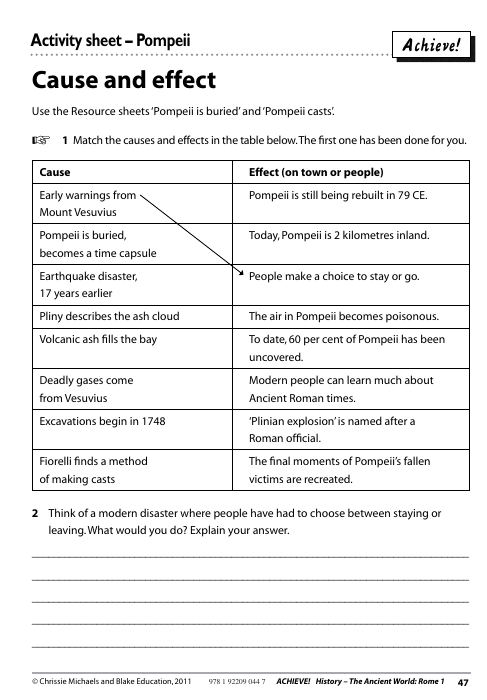 Activity sheet – Pompeii
Achieve!
Cause and effect
Use the Resource sheets ‘Pompeii is buried’ and ‘Pompeii casts’.
1 Match the causes and effects in the table below. The first one has been done for you.
Cause
Effect (on town or people)
Early warnings from
Mount Vesuvius
Pompeii is still being rebuilt in 79 CE.
Pompeii is buried,
becomes a time capsule
Today, Pompeii is 2 kilometres inland.
Earthquake disaster,
17 years earlier
People make a choice to stay or go.
Pliny describes the ash cloud
The air in Pompeii becomes poisonous.
Volcanic ash fills the bay
To date, 60 per cent of Pompeii has been
uncovered.
Deadly gases come
from Vesuvius
Modern people can learn much about
Ancient Roman times.
Excavations begin in 1748
‘Plinian explosion’ is named after a
Roman official.
Fiorelli finds a method
of making casts
The final moments of Pompeii’s fallen
victims are recreated.
2 Think of a modern disaster where people have had to choose between staying or
leaving. What would you do? Explain your answer.
© Chrissie Michaels and Blake Education, 2011 978 1 92209 044 7 ACHIEVE! History – The Ancient World: Rome 1 47